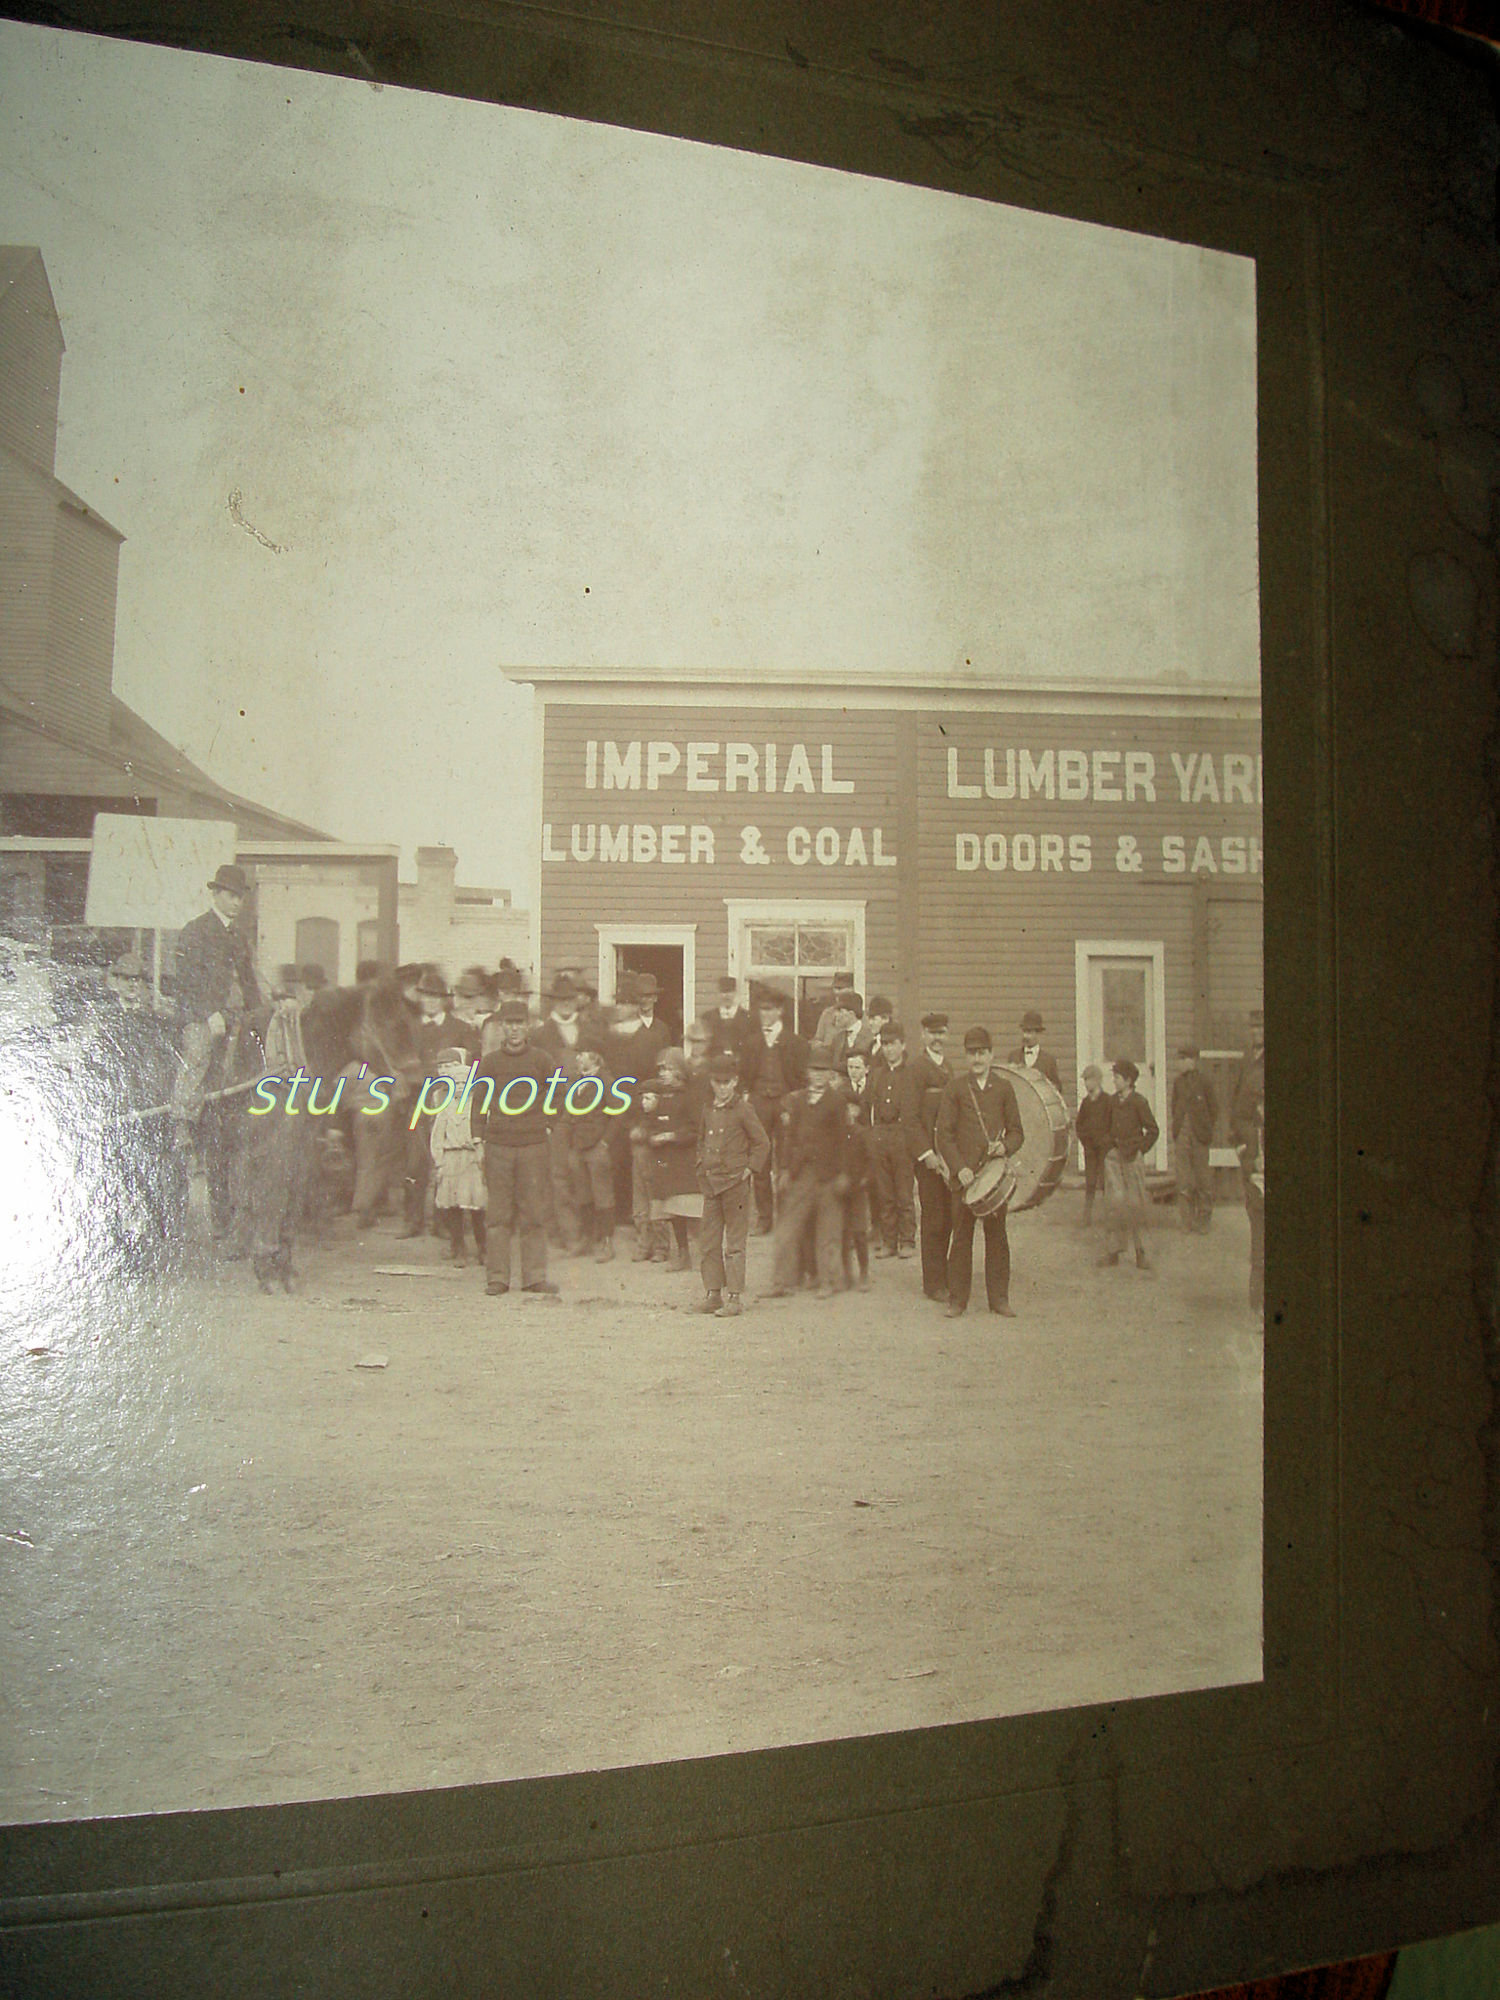 IMPERIAL LUMBER YAR
LUMBER & COAL DOORS & SASH
stu's photos